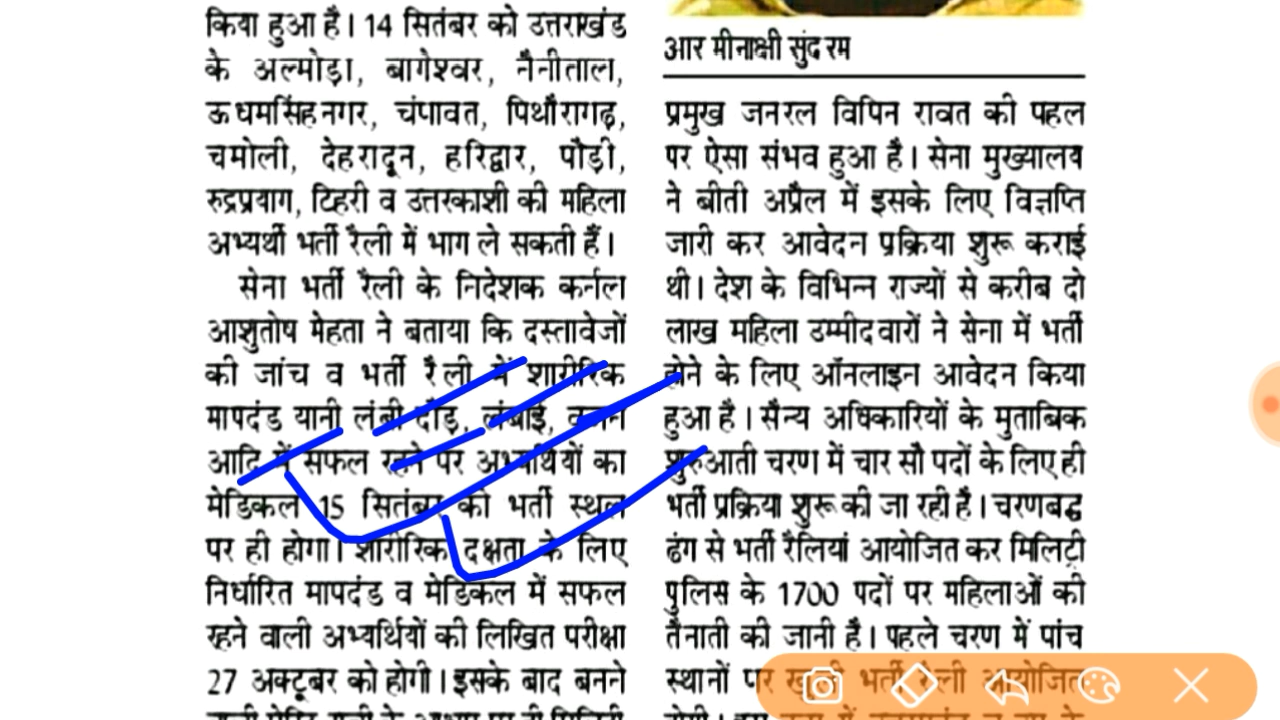 किया हुआ है। 14 सितंबर को उत्तराखंड
के अल्मोड़ा, बागेश्वर, नैनीताल,
ऊधमसिंहनगर, चंपावत, पिथौरागढ़,
चमोली, देहरादून, हरिद्वार, पौड़ी,
रुद्रप्रयाग, टिहरी व उत्तरकाशी की महिला
अभ्यर्थी भर्ती रैली में भाग ले सकती हैं।
सेना भर्ती रैली के निदेशक कर्नल
आशुतोष मेहता ने बताया कि दस्तावेजों
की जांच व भर्ती रैली में शारीरिक
मापदंड यानी लंबी दौड़, लंबाई, वजन
आदि में सफल रहने पर अभ्यर्थियों का
मेडिकल 15 सितंबर को भर्ती स्थल
पर ही होगा। शारीरिक दक्षता के लिए
निर्धारित मापदंड व मेडिकल में सफल
रहने वाली अभ्यर्थियों की लिखित परीक्षा
27 अक्टूबर को होगी। इसके बाद बनने
आर मीनाक्षी सुंदरम
प्रमुख जनरल विपिन रावत की पहल
पर ऐसा संभव हुआ है। सेना मुख्यालय
ने बीती अप्रैल में इसके लिए विज्ञप्ति
जारी कर आवेदन प्रक्रिया शुरू कराई
थी। देश के विभिन्न राज्यों से करीब दो
लाख महिला उम्मीदवारों ने सेना में भर्ती
होने के लिए ऑनलाइन आवेदन किया
हुआ है। सैन्य अधिकारियों के मुताबिक
शुरुआती चरण में चार सौ पदों के लिए ही
भर्ती प्रक्रिया शुरू की जा रही है। चरणबद्ध
ढंग से भर्ती रैलियां आयोजित कर मिलिट्री
पुलिस के 1700 पदों पर महिलाओं की
तैनाती की जानी है। पहले चरण में पांच
स्थानों पर खुली भर्ती रैली आयोजित